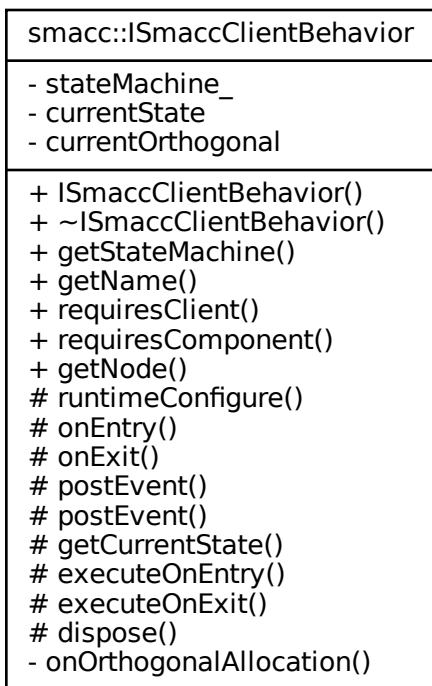 smacc::ISmaccClientBehavior
- stateMachine_
- currentState
- currentOrthogonal
+ ISmaccClientBehavior()
+ ~ISmaccClientBehavior()
+ getStateMachine()
+ getName()
+ requiresClient()
+ requiresComponent()
+ getNode()
# runtimeConfigure()
# onEntry()
# onExit()
# postEvent()
# postEvent()
# getCurrentState()
# executeOnEntry()
# executeOnExit()
# dispose()
- onOrthogonalAllocation()